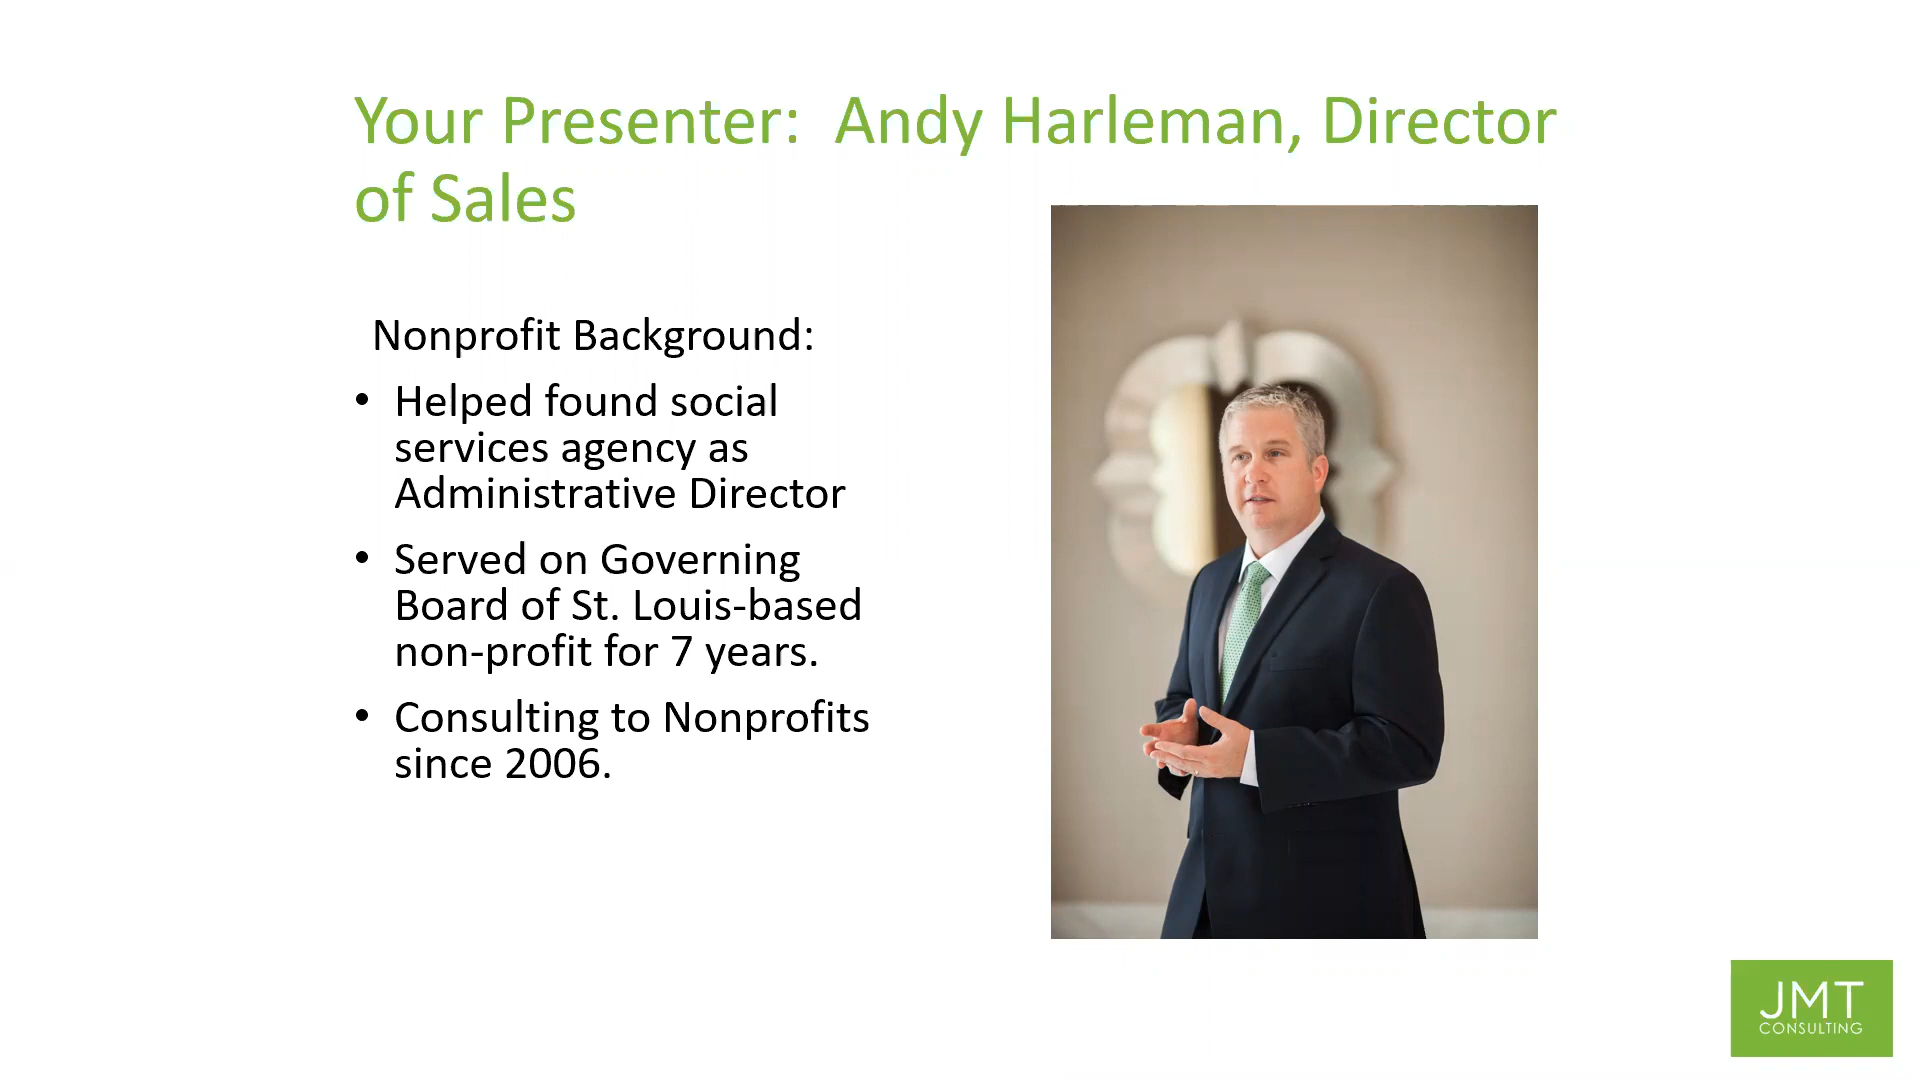 Your Presenter:  Andy Harleman, Director
of Sales
Nonprofit Background:
• Helped found social
services agency as
Administrative Director
• Served on Governing
Board of St. Louis-based
non-profit for 7 years.
• Consulting to Nonprofits
since 2006.
JMT
CONSULTING